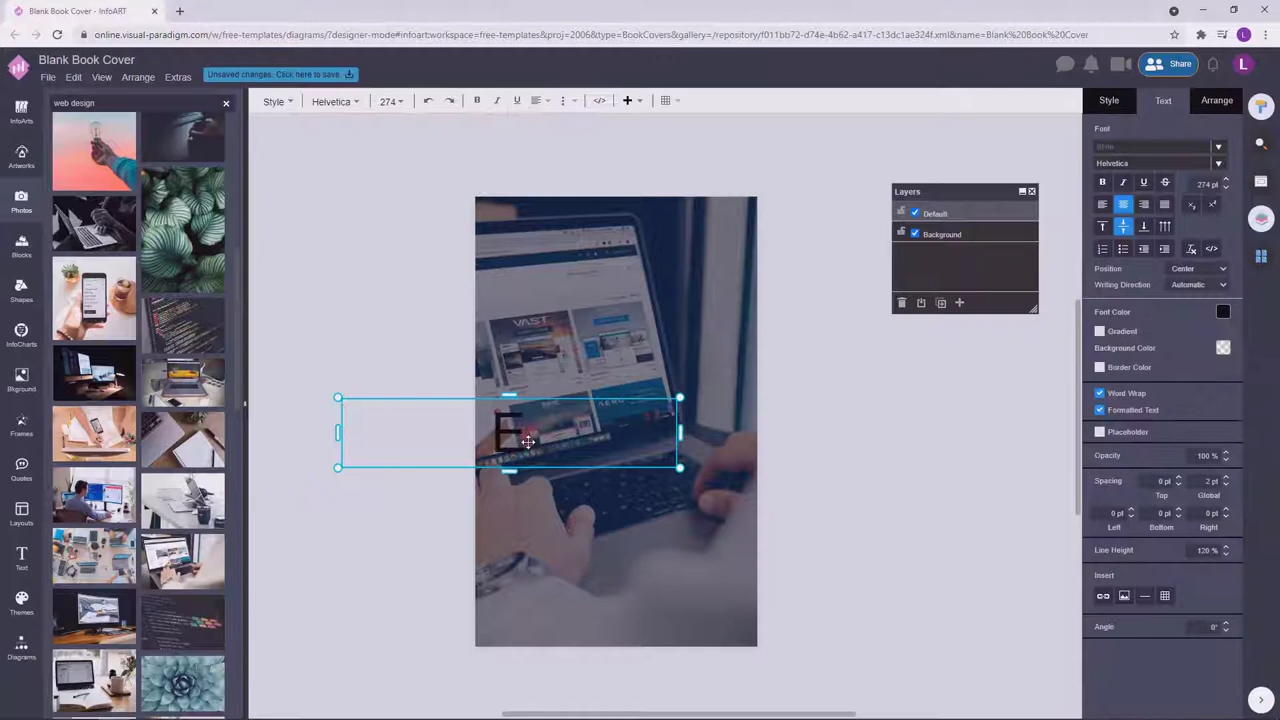 Blank Book Cover - InfoART
online.visual-paradigm.com/w/free-templates/diagrams/?designer-mode#infoart:workspace=free-templates&proj=2006&type=BookCovers&gallery=/repository/f011bb72-d74e-4b62-a417-c13dc1ae324f.xml&name=Blank%20Book%20Cover
Blank Book Cover
File Edit View Arrange Extras
Unsaved changes. Click here to save.
Share
L
web design
Style Helvetica 274
B I U
Style Text Arrange
InfoArts
Artworks
Photos
Blocks
Shapes
InfoCharts
Bkground
Frames
Quotes
Layouts
Text
Themes
Diagrams
VAST
E
Layers
Default
Background
Font
Style
Helvetica
B I U S 274 pt
Position Center
Writing Direction Automatic
Font Color
Gradient
Background Color
Border Color
Word Wrap
Formatted Text
Placeholder
Opacity 100 %
Spacing 0 pt 2 pt
Top Global
0 pt 0 pt 0 pt
Left Bottom Right
Line Height 120 %
Insert
Angle 0°